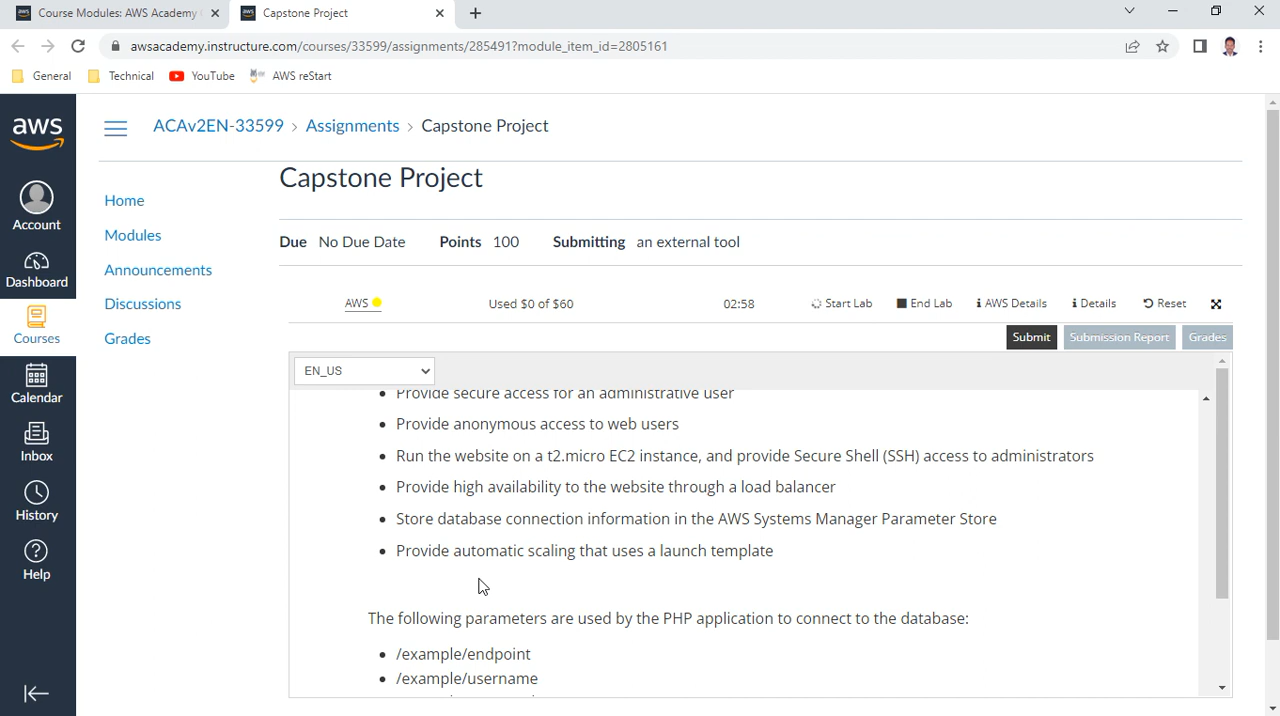 Course Modules: AWS Academy
Capstone Project
awsacademy.instructure.com/courses/33599/assignments/285491?module_item_id=2805161
General
Technical
YouTube
AWS reStart
aws
Account
Dashboard
Courses
Calendar
Inbox
History
Help
ACAv2EN-33599 › Assignments › Capstone Project
Home
Modules
Announcements
Discussions
Grades
Capstone Project
Due No Due Date Points 100 Submitting an external tool
AWS Used $0 of $60 02:58 Start Lab End Lab AWS Details Details Reset
Submit Submission Report Grades
EN_US
Provide secure access for an administrative user
Provide anonymous access to web users
Run the website on a t2.micro EC2 instance, and provide Secure Shell (SSH) access to administrators
Provide high availability to the website through a load balancer
Store database connection information in the AWS Systems Manager Parameter Store
Provide automatic scaling that uses a launch template
The following parameters are used by the PHP application to connect to the database:
/example/endpoint
/example/username